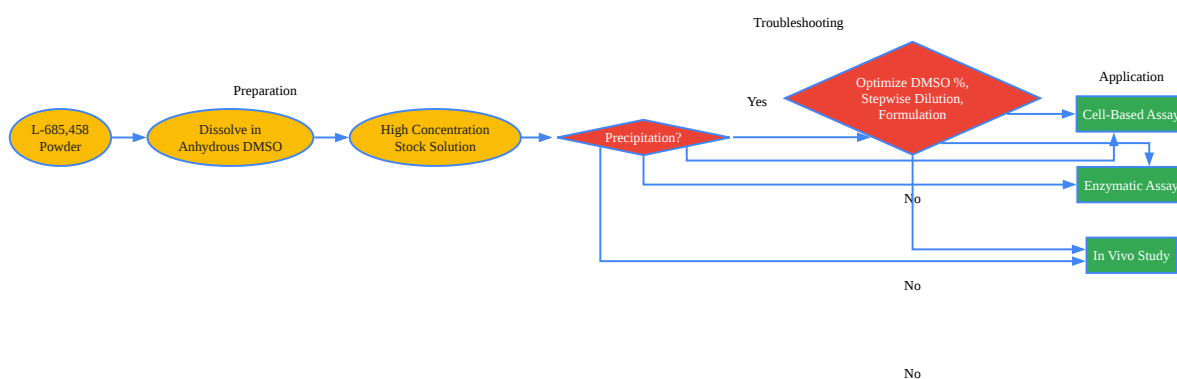 Troubleshooting
Preparation
Application
L-685,458
Powder
Dissolve in
Anhydrous DMSO
High Concentration
Stock Solution
Precipitation?
Yes
Optimize DMSO %,
Stepwise Dilution,
Formulation
Cell-Based Assay
Enzymatic Assay
In Vivo Study
No
No
No